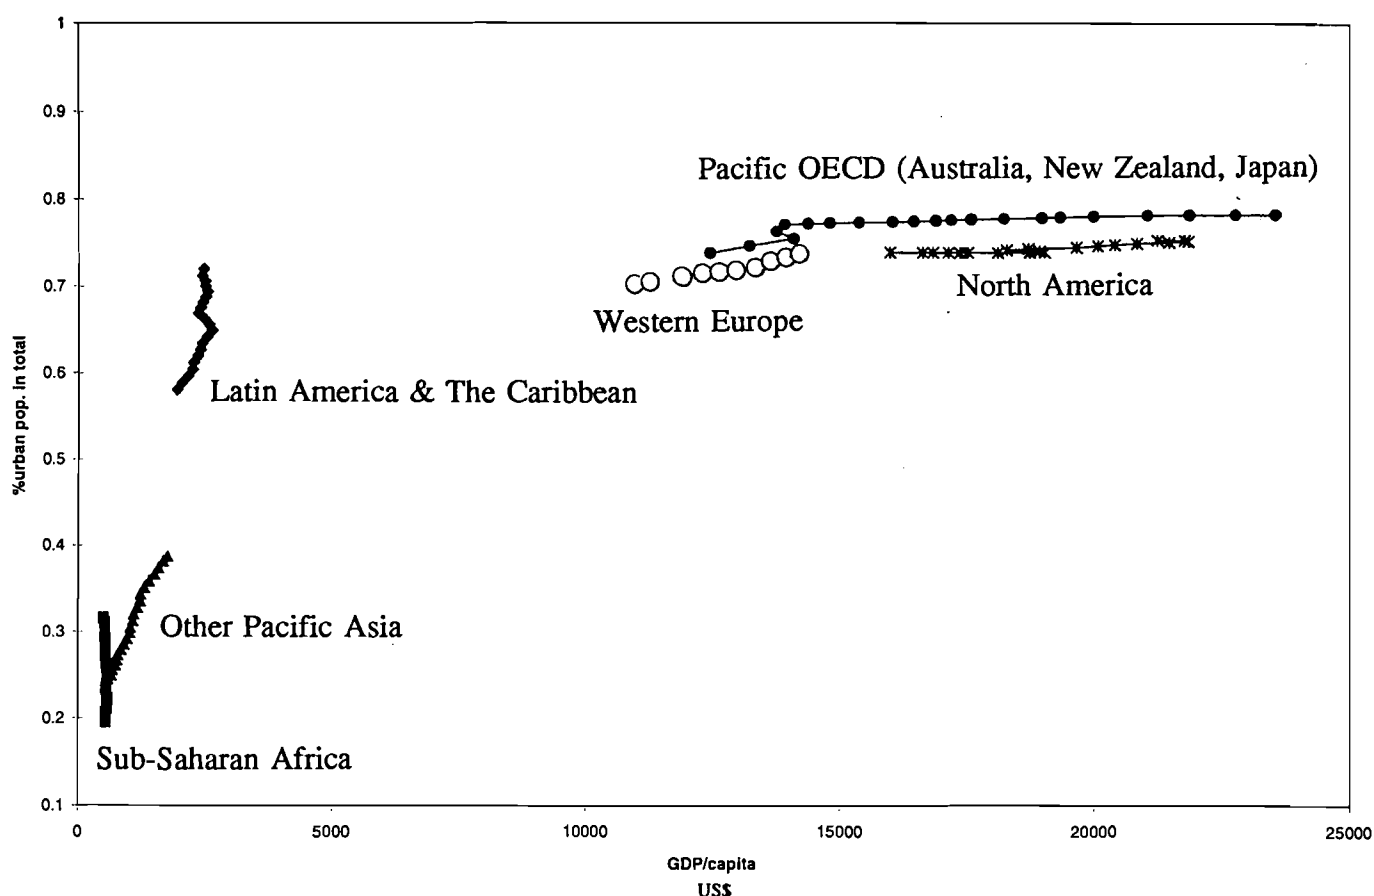 1
0.9
Pacific OECD (Australia, New Zealand, Japan)
0.8
0.7
North America
Western Europe
%urban pop. in total
0.6
Latin America & The Caribbean
0.5
0.4
Other Pacific Asia
0.3
0.2
Sub-Saharan Africa
0.1
0 5000 10000 15000 20000 25000
GDP/capita
US$